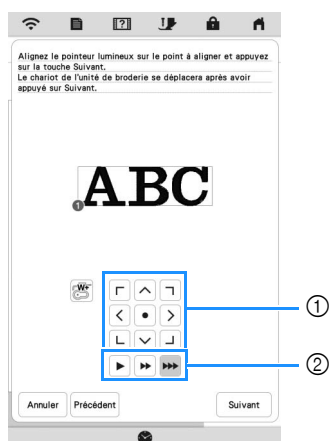 Alignez le pointeur lumineux sur le point à aligner et appuyez
sur la touche Suivant.
Le chariot de l'unité de broderie se déplacera après avoir
appuyé sur Suivant.
ABC
1
W+
①
②
Annuler Précédent Suivant